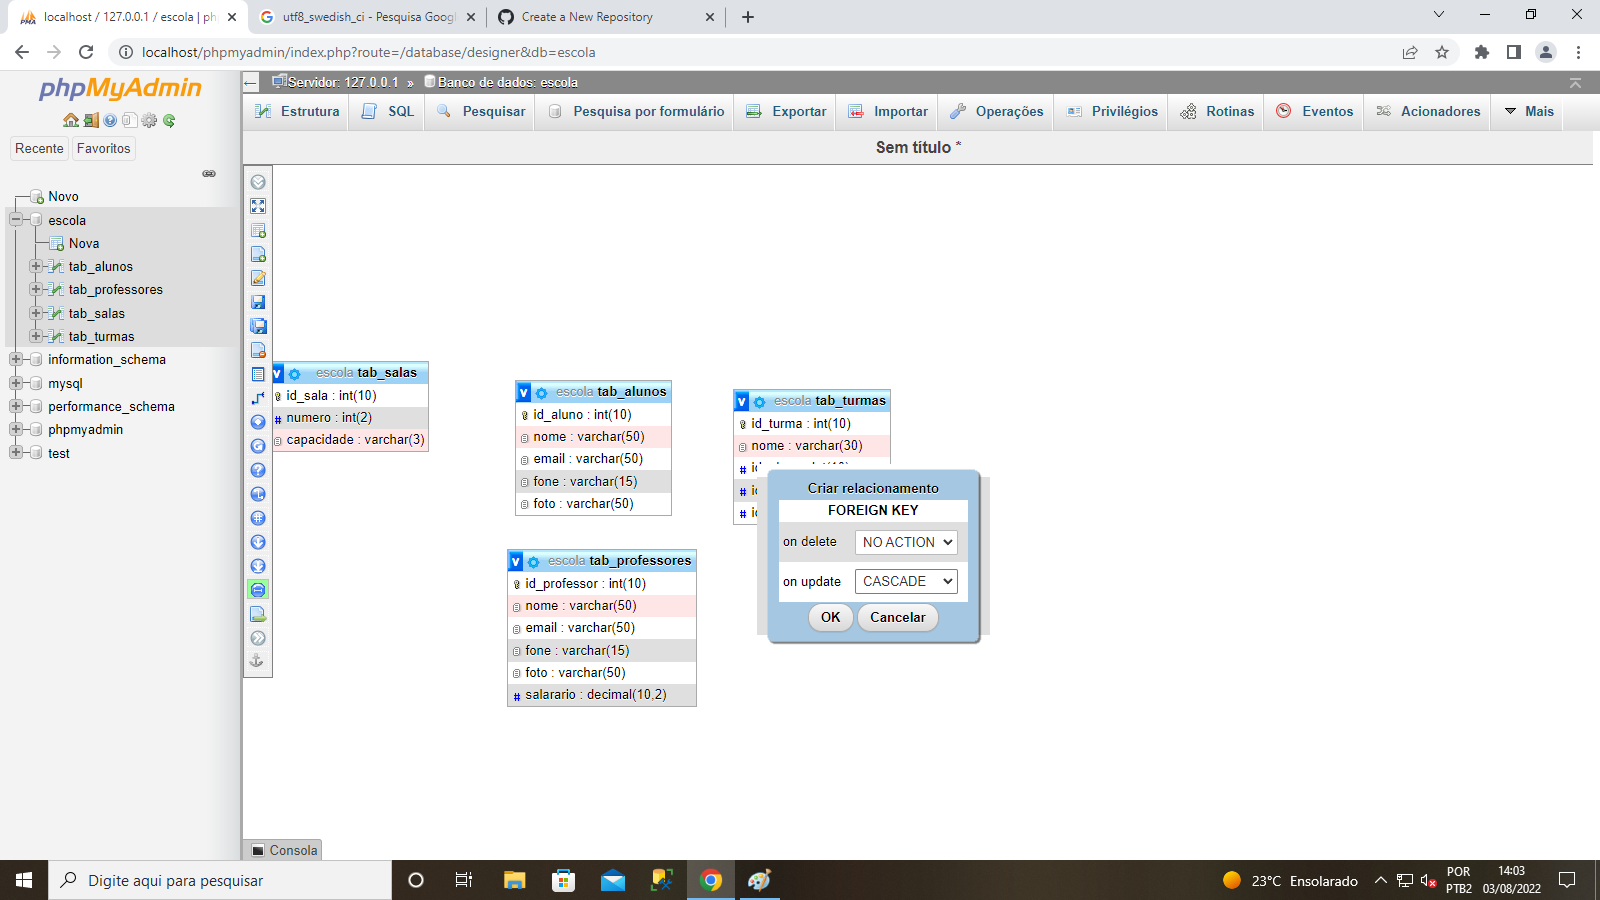 localhost / 127.0.0.1 / escola | ph
utf8_swedish_ci - Pesquisa Goog
Create a New Repository
localhost/phpmyadmin/index.php?route=/database/designer&db=escola
phpMyAdmin
Servidor: 127.0.0.1 » Banco de dados: escola
Estrutura SQL Pesquisar Pesquisa por formulário Exportar Importar Operações Privilégios Rotinas Eventos Acionadores Mais
Recente Favoritos
Sem título *
Novo
escola
Nova
tab_alunos
tab_professores
tab_salas
tab_turmas
information_schema
mysql
performance_schema
phpmyadmin
test
escola tab_salas
id_sala : int(10)
numero : int(2)
capacidade : varchar(3)
escola tab_alunos
id_aluno : int(10)
nome : varchar(50)
email : varchar(50)
fone : varchar(15)
foto : varchar(50)
escola tab_turmas
id_turma : int(10)
nome : varchar(30)
escola tab_professores
id_professor : int(10)
nome : varchar(50)
email : varchar(50)
fone : varchar(15)
foto : varchar(50)
salarario : decimal(10,2)
Criar relacionamento
FOREIGN KEY
on delete NO ACTION
on update CASCADE
OK Cancelar
Consola
Digite aqui para pesquisar
23°C Ensolarado
POR
PTB2
14:03
03/08/2022